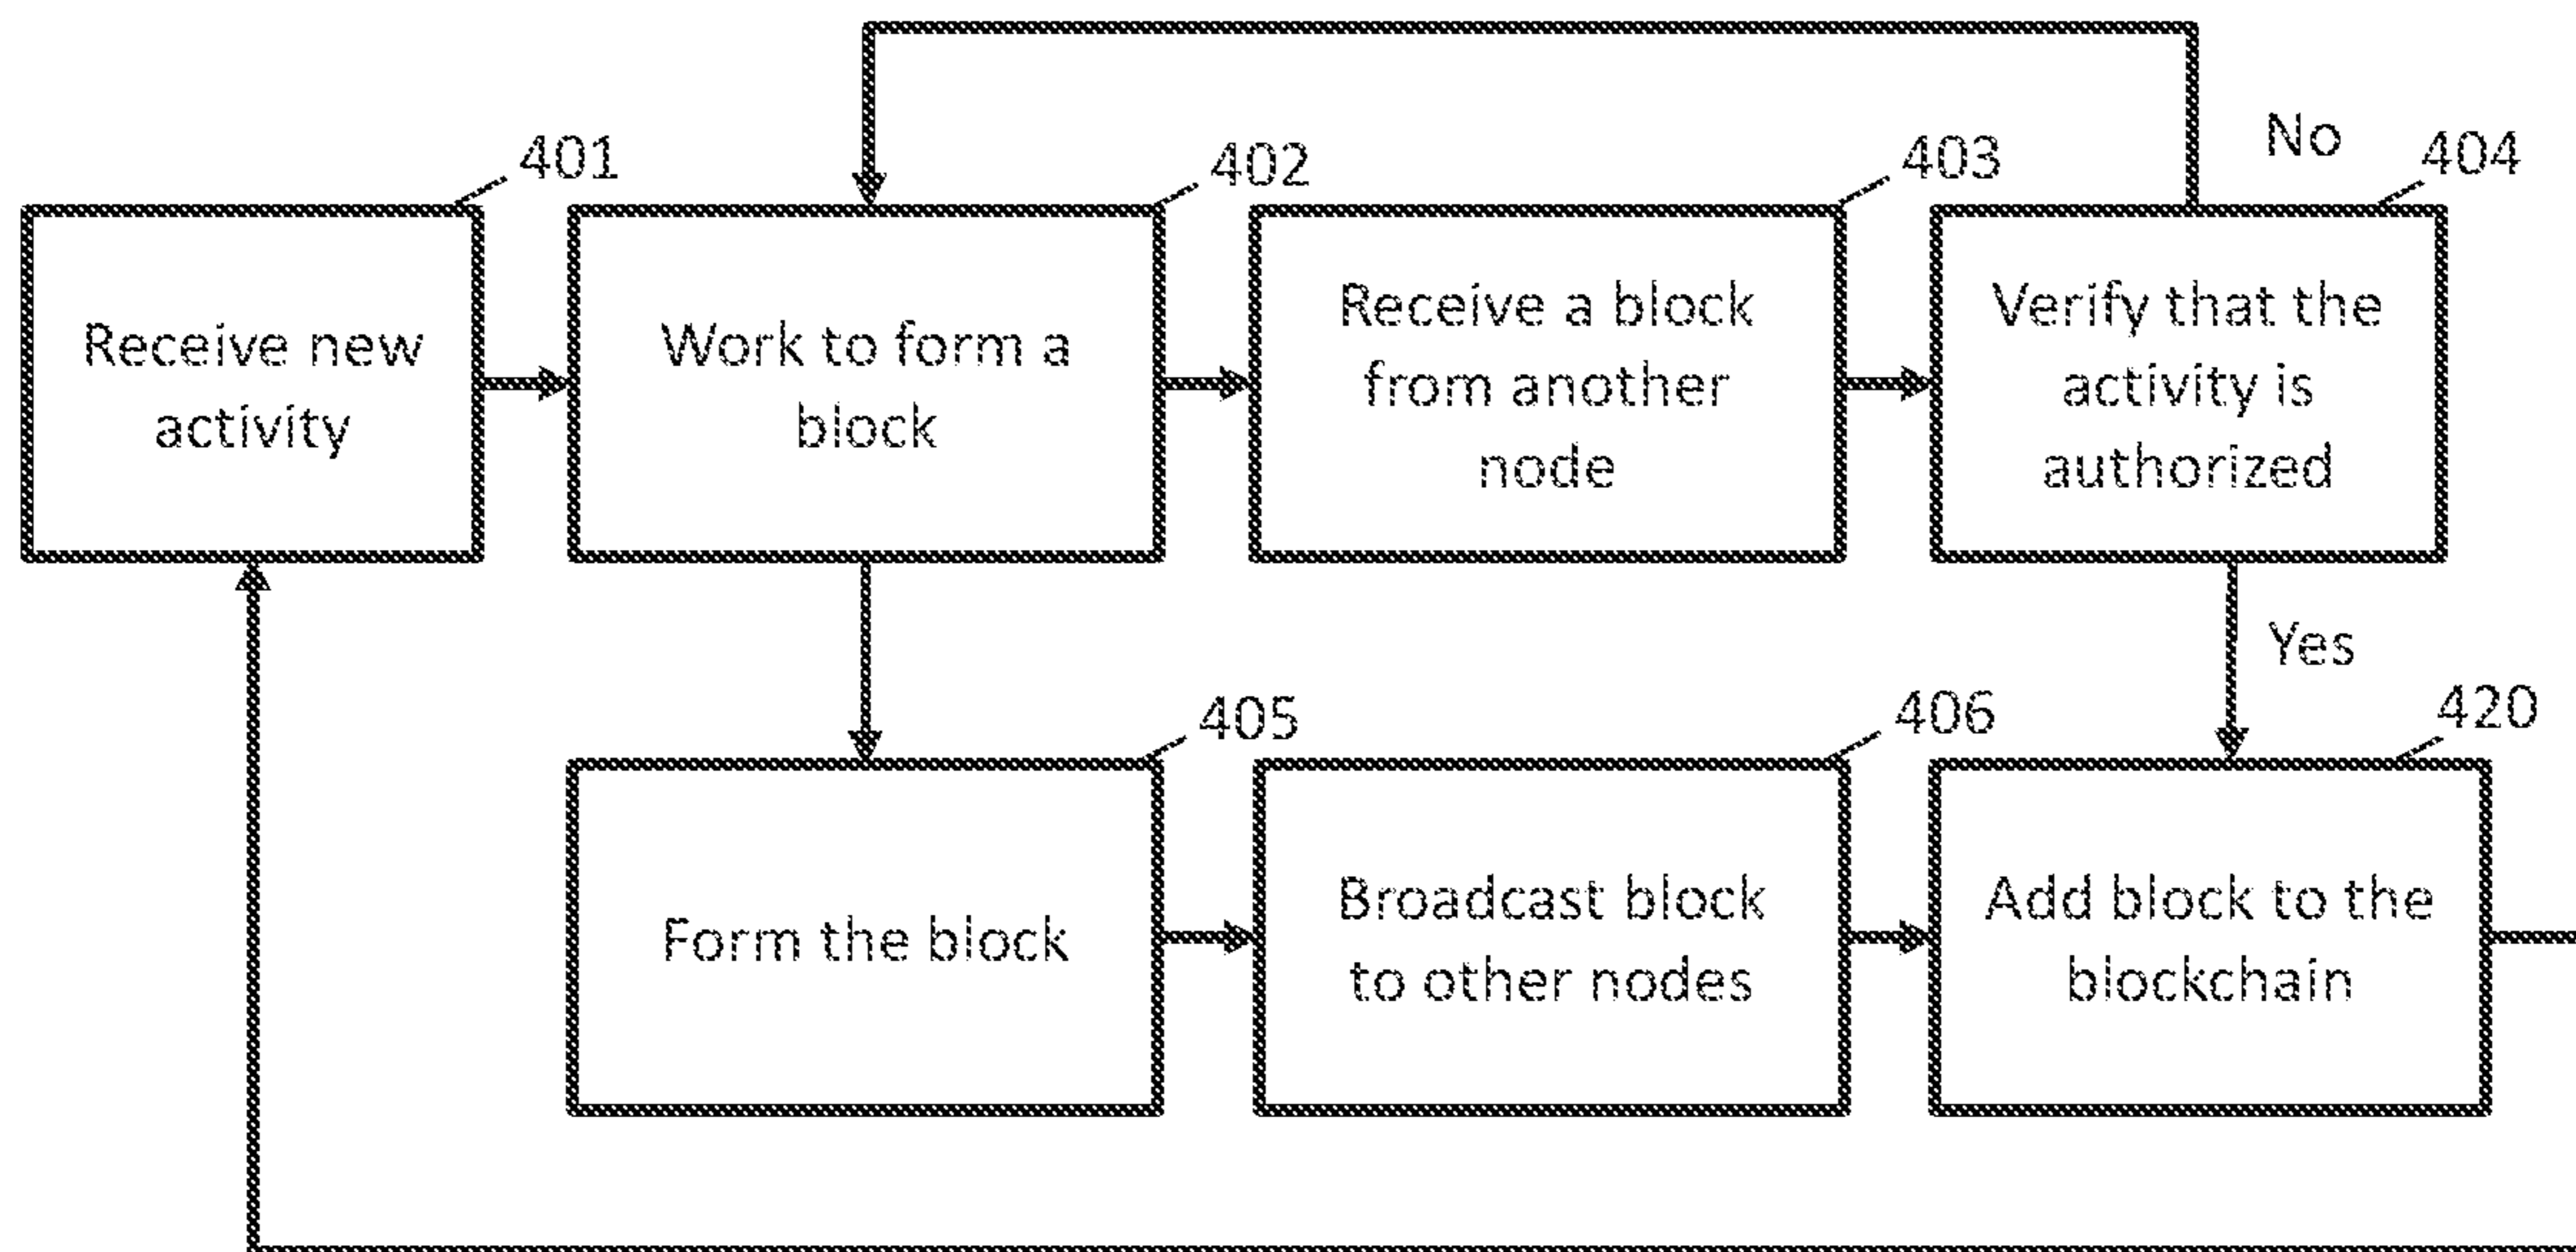 401
Receive new
activity
402
Work to form a
block
403
Receive a block
from another
node
No
404
Verify that the
activity is
authorized
Yes
405
Form the block
406
Broadcast block
to other nodes
420
Add block to the
blockchain